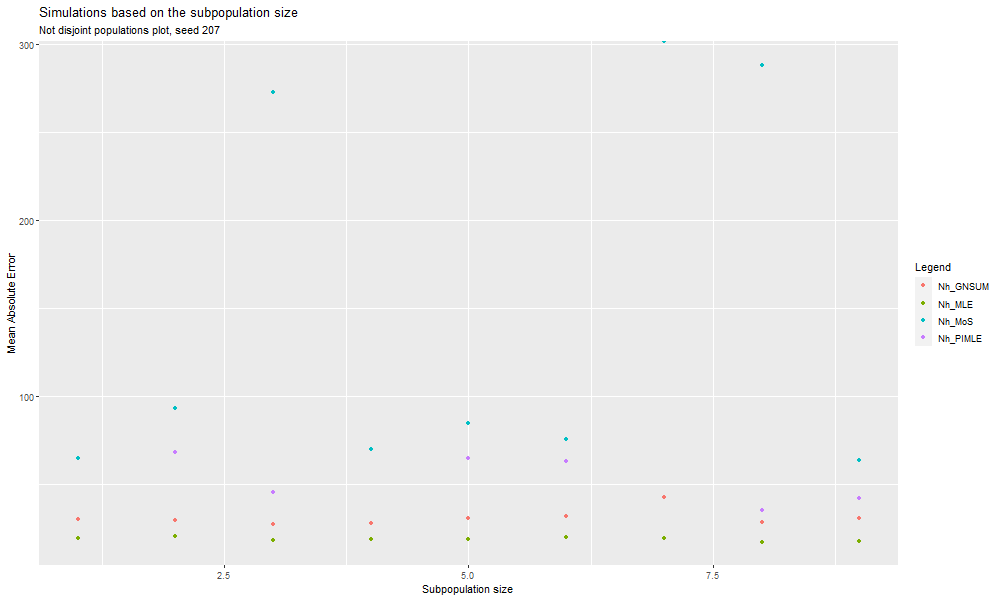 Simulations based on the subpopulation size
Not disjoint populations plot, seed 207
Mean Absolute Error
300
200
100
2.5
5.0
7.5
Subpopulation size
Legend
Nh_GNSUM
Nh_MLE
Nh_MoS
Nh_PIMLE